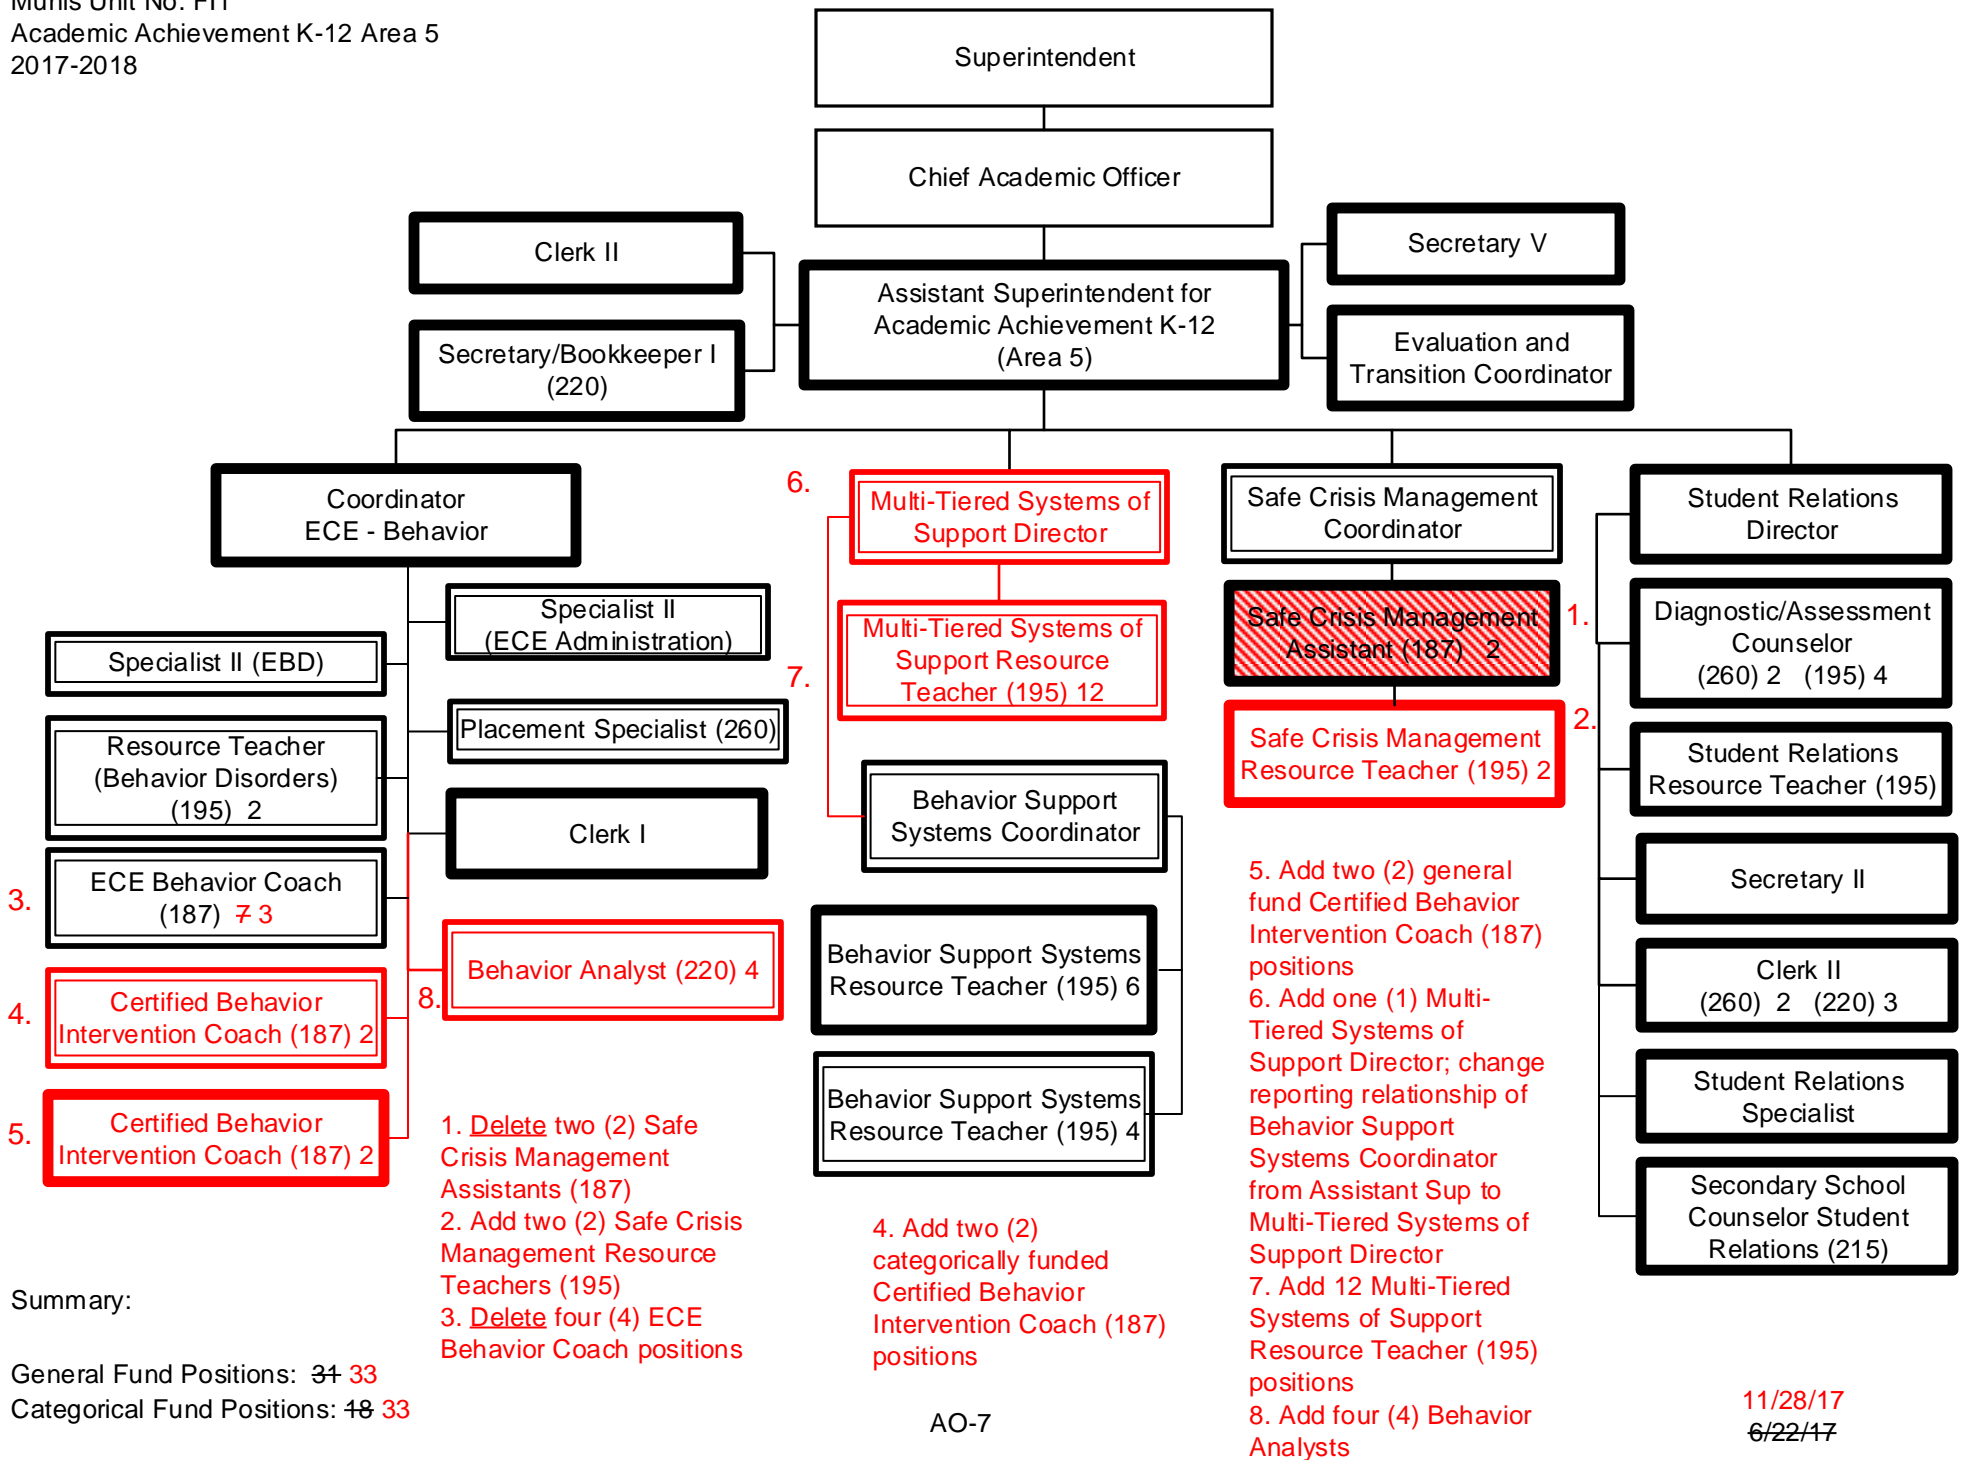 Academic Achievement K-12 Area 5
2017-2018
Superintendent
Chief Academic Officer
Clerk II
Secretary/Bookkeeper I
(220)
Assistant Superintendent for
Academic Achievement K-12
(Area 5)
Secretary V
Evaluation and
Transition Coordinator
Coordinator
ECE - Behavior
Specialist II
(ECE Administration)
Specialist II (EBD)
Placement Specialist (260)
Resource Teacher
(Behavior Disorders)
(195) 2
Clerk I
3.
ECE Behavior Coach
(187) 7 3
8.
Behavior Analyst (220) 4
4.
Certified Behavior
Intervention Coach (187) 2
5.
Certified Behavior
Intervention Coach (187) 2
6.
Multi-Tiered Systems of
Support Director
7.
Multi-Tiered Systems of
Support Resource
Teacher (195) 12
Behavior Support
Systems Coordinator
Behavior Support Systems
Resource Teacher (195) 6
Behavior Support Systems
Resource Teacher (195) 4
Safe Crisis Management
Coordinator
1.
Safe Crisis Management
Assistant (187) 2
2.
Safe Crisis Management
Resource Teacher (195) 2
Student Relations
Director
Diagnostic/Assessment
Counselor
(260) 2 (195) 4
Student Relations
Resource Teacher (195)
Secretary II
Clerk II
(260) 2 (220) 3
Student Relations
Specialist
Secondary School
Counselor Student
Relations (215)
1. Delete two (2) Safe
Crisis Management
Assistants (187)
2. Add two (2) Safe Crisis
Management Resource
Teachers (195)
3. Delete four (4) ECE
Behavior Coach positions
4. Add two (2)
categorically funded
Certified Behavior
Intervention Coach (187)
positions
5. Add two (2) general
fund Certified Behavior
Intervention Coach (187)
positions
6. Add one (1) Multi-
Tiered Systems of
Support Director; change
reporting relationship of
Behavior Support
Systems Coordinator
from Assistant Sup to
Multi-Tiered Systems of
Support Director
7. Add 12 Multi-Tiered
Systems of Support
Resource Teacher (195)
positions
8. Add four (4) Behavior
Analysts
Summary:
General Fund Positions: 31 33
Categorical Fund Positions: 18 33
AO-7
11/28/17
6/22/17